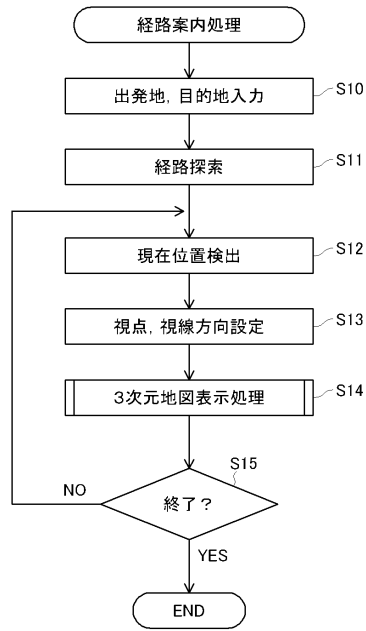 経路案内処理
出発地，目的地入力
S10
経路探索
S11
現在位置検出
S12
視点，視線方向設定
S13
３次元地図表示処理
S14
S15
終了？
NO
YES
END